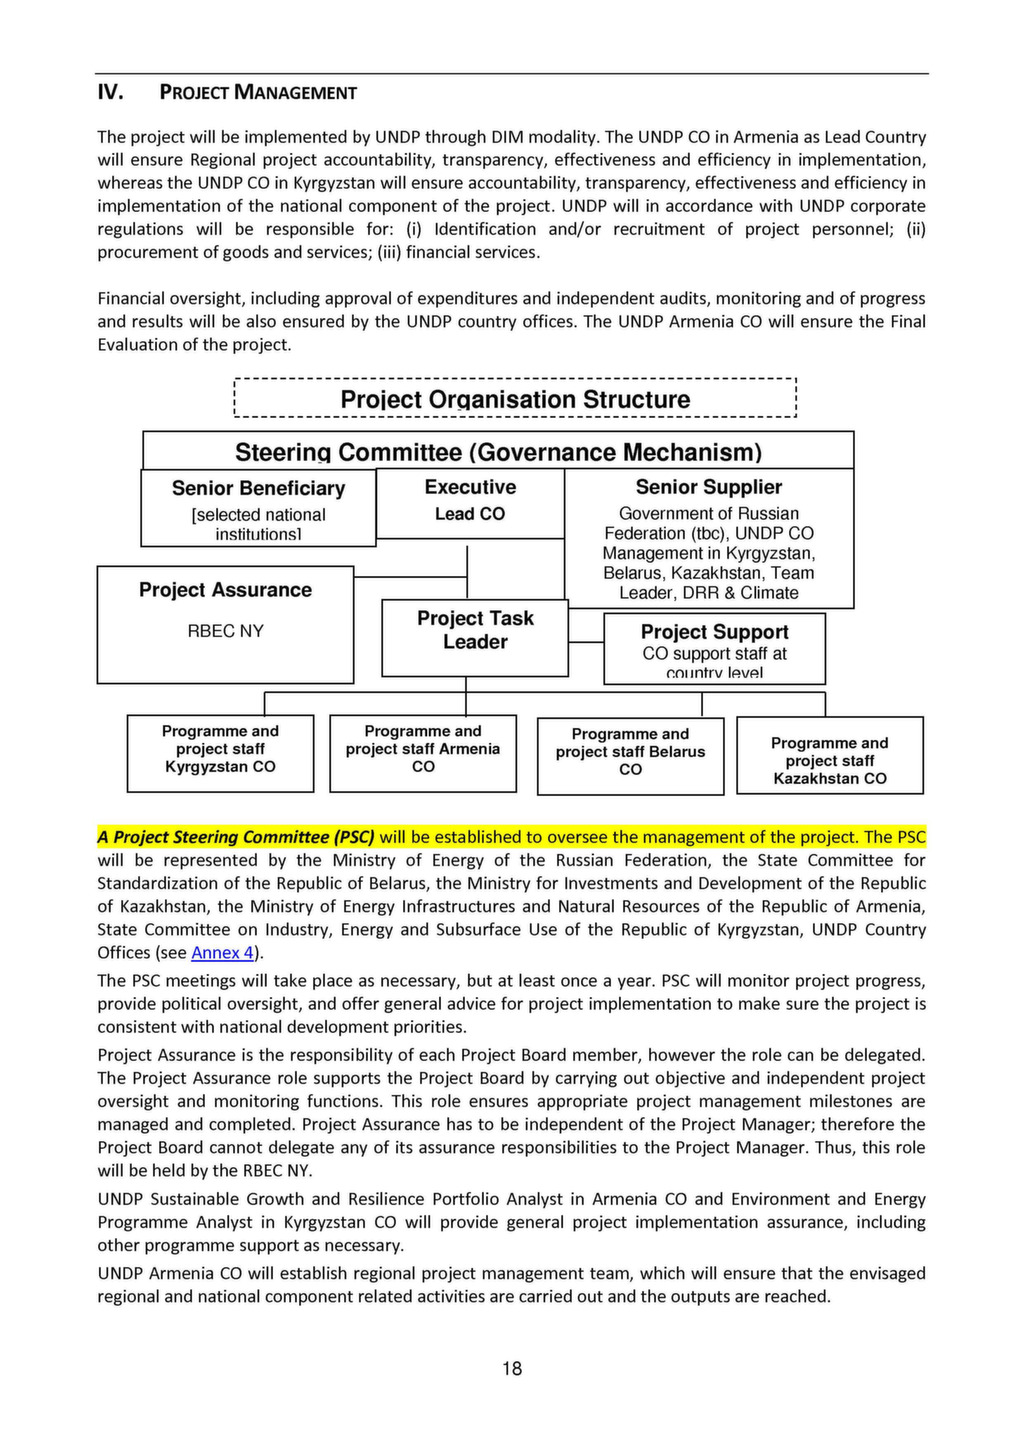 IV. PROJECT MANAGEMENT
The project will be implemented by UNDP through DIM modality. The UNDP CO in Armenia as Lead Country
will ensure Regional project accountability, transparency, effectiveness and efficiency in implementation,
whereas the UNDP CO in Kyrgyzstan will ensure accountability, transparency, effectiveness and efficiency in
implementation of the national component of the project. UNDP will in accordance with UNDP corporate
regulations will be responsible for: (i) Identification and/or recruitment of project personnel; (ii)
procurement of goods and services; (iii) financial services.
Financial oversight, including approval of expenditures and independent audits, monitoring and of progress
and results will be also ensured by the UNDP country offices. The UNDP Armenia CO will ensure the Final
Evaluation of the project.
Project Organisation Structure
Steering Committee (Governance Mechanism)
Senior Beneficiary
[selected national
institutions]
Executive
Lead CO
Senior Supplier
Government of Russian
Federation (tbc), UNDP CO
Management in Kyrgyzstan,
Belarus, Kazakhstan, Team
Leader, DRR & Climate
Project Assurance
RBEC NY
Project Task
Leader
Project Support
CO support staff at
country level
Programme and
project staff
Kyrgyzstan CO
Programme and
project staff Armenia
CO
Programme and
project staff Belarus
CO
Programme and
project staff
Kazakhstan CO
A Project Steering Committee (PSC) will be established to oversee the management of the project. The PSC
will be represented by the Ministry of Energy of the Russian Federation, the State Committee for
Standardization of the Republic of Belarus, the Ministry for Investments and Development of the Republic
of Kazakhstan, the Ministry of Energy Infrastructures and Natural Resources of the Republic of Armenia,
State Committee on Industry, Energy and Subsurface Use of the Republic of Kyrgyzstan, UNDP Country
Offices (see Annex 4).
The PSC meetings will take place as necessary, but at least once a year. PSC will monitor project progress,
provide political oversight, and offer general advice for project implementation to make sure the project is
consistent with national development priorities.
Project Assurance is the responsibility of each Project Board member, however the role can be delegated.
The Project Assurance role supports the Project Board by carrying out objective and independent project
oversight and monitoring functions. This role ensures appropriate project management milestones are
managed and completed. Project Assurance has to be independent of the Project Manager; therefore the
Project Board cannot delegate any of its assurance responsibilities to the Project Manager. Thus, this role
will be held by the RBEC NY.
UNDP Sustainable Growth and Resilience Portfolio Analyst in Armenia CO and Environment and Energy
Programme Analyst in Kyrgyzstan CO will provide general project implementation assurance, including
other programme support as necessary.
UNDP Armenia CO will establish regional project management team, which will ensure that the envisaged
regional and national component related activities are carried out and the outputs are reached.
18